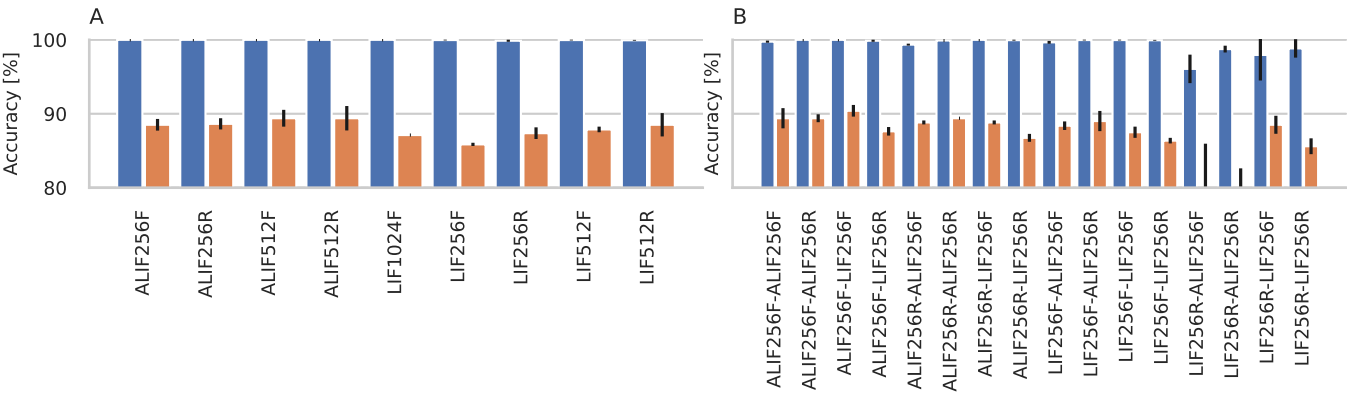 A
Accuracy [%]
100
90
80
ALIF256F
ALIF256R
ALIF512F
ALIF512R
LIF1024F
LIF256F
LIF256R
LIF512F
LIF512R
B
Accuracy [%]
ALIF256F-ALIF256F
ALIF256F-ALIF256R
ALIF256F-LIF256F
ALIF256F-LIF256R
ALIF256R-ALIF256F
ALIF256R-ALIF256R
ALIF256R-LIF256F
ALIF256R-LIF256R
LIF256F-ALIF256F
LIF256F-ALIF256R
LIF256F-LIF256F
LIF256F-LIF256R
LIF256R-ALIF256F
LIF256R-ALIF256R
LIF256R-LIF256F
LIF256R-LIF256R